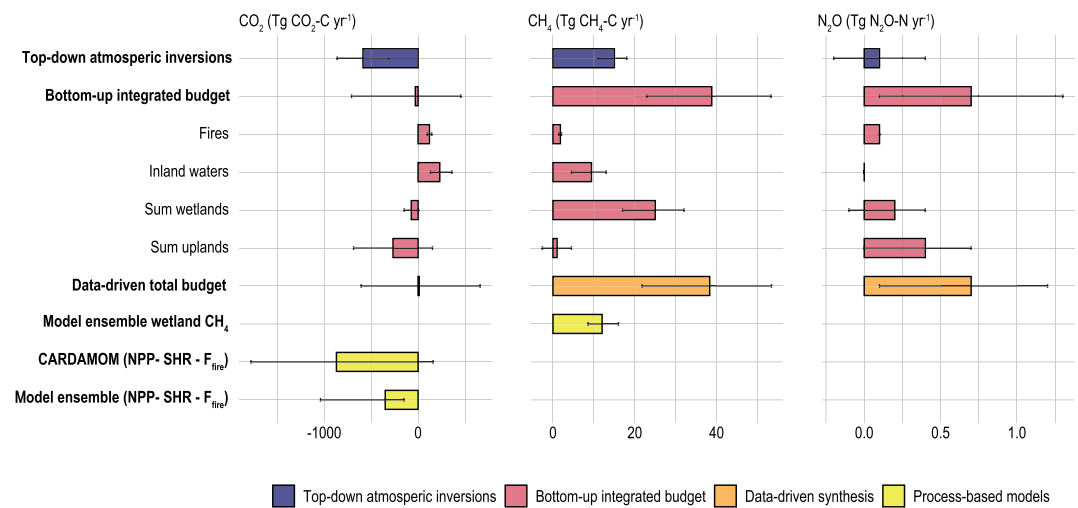 CO₂ (Tg CO₂-C yr⁻¹)
CH₄ (Tg CH₄-C yr⁻¹)
N₂O (Tg N₂O-N yr⁻¹)
Top-down atmosperic inversions
Bottom-up integrated budget
Fires
Inland waters
Sum wetlands
Sum uplands
Data-driven total budget
Model ensemble wetland CH₄
CARDAMOM (NPP- SHR - F_fire)
Model ensemble (NPP- SHR - F_fire)
-1000 0
0 20 40
0.0 0.5 1.0
Top-down atmosperic inversions Bottom-up integrated budget Data-driven synthesis Process-based models